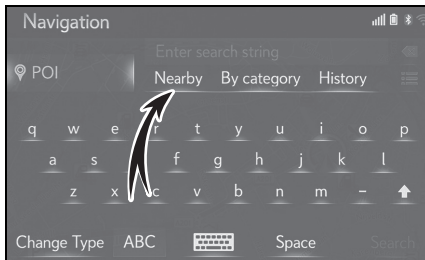 Navigation
Enter search string
POI
Nearby By category History
q w e r t y u i o p
a s f g h j k l
z x c v b n m -
Change Type ABC Space Search